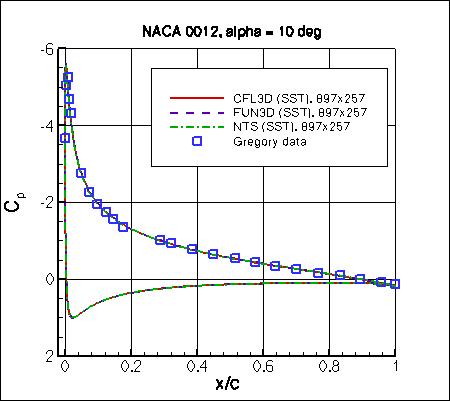 NACA 0012, alpha = 10 deg
-6
CFL3D (SST), 897x257
FUN3D (SST), 897x257
NTS (SST), 897x257
Gregory data
-4
Cp
-2
0
2
0 0.2 0.4 0.6 0.8 1
x/c